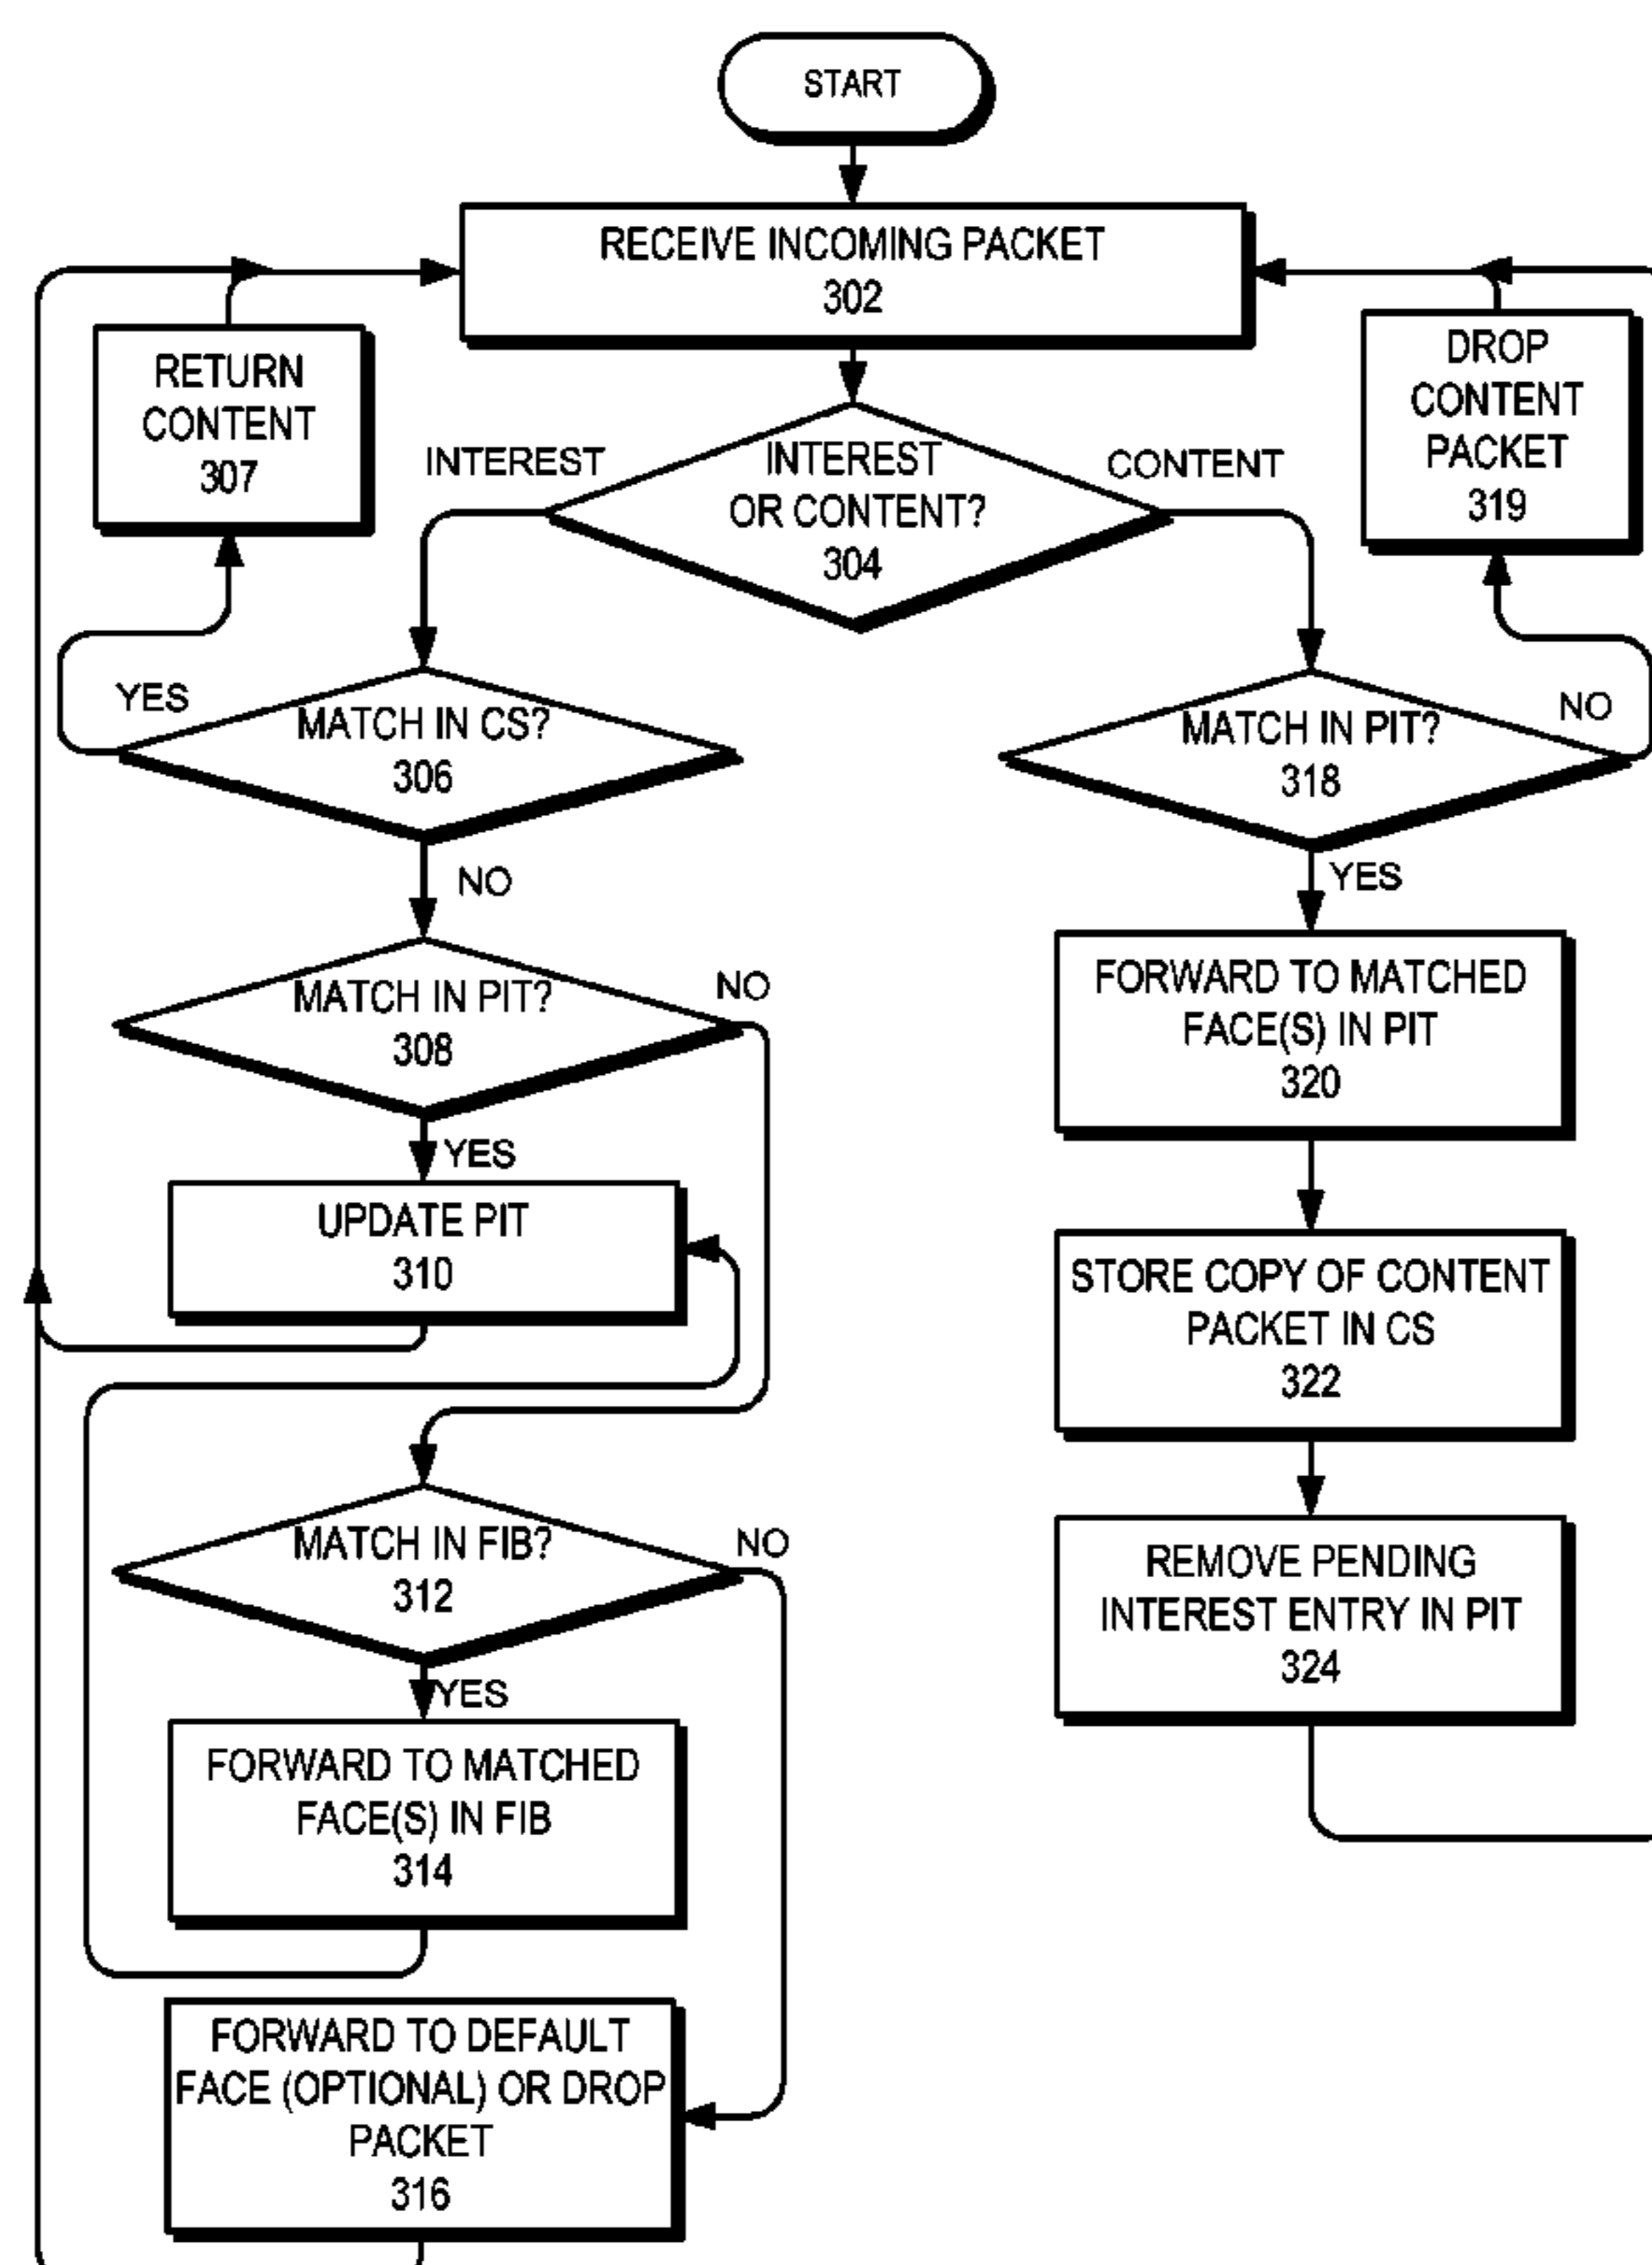 START
RECEIVE INCOMING PACKET
302
RETURN
CONTENT
307
DROP
CONTENT
PACKET
319
INTEREST
INTEREST
OR CONTENT?
304
CONTENT
YES
MATCH IN CS?
306
NO
MATCH IN PIT?
318
NO
YES
MATCH IN PIT?
308
NO
YES
UPDATE PIT
310
FORWARD TO MATCHED
FACE(S) IN PIT
320
STORE COPY OF CONTENT
PACKET IN CS
322
MATCH IN FIB?
312
NO
YES
REMOVE PENDING
INTEREST ENTRY IN PIT
324
FORWARD TO MATCHED
FACE(S) IN FIB
314
FORWARD TO DEFAULT
FACE (OPTIONAL) OR DROP
PACKET
316